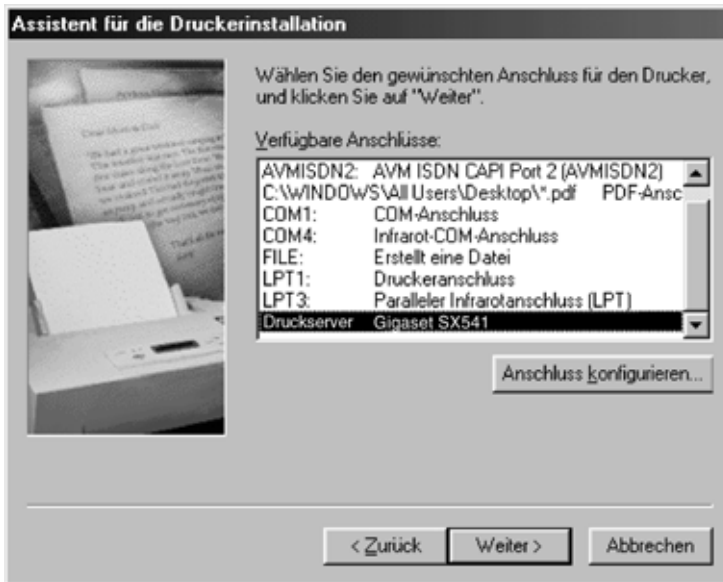 Assistent für die Druckerinstallation
Wählen Sie den gewünschten Anschluss für den Drucker,
und klicken Sie auf "Weiter".
Verfügbare Anschlüsse:
AVMISDN2: AVM ISDN CAPI Port 2 (AVMISDN2)
C:\WINDOWS\All Users\Desktop\*.pdf PDF-Ansc
COM1: COM-Anschluss
COM4: Infrarot-COM-Anschluss
FILE: Erstellt eine Datei
LPT1: Druckeranschluss
LPT3: Paralleler Infrarotanschluss (LPT)
Druckserver Gigaset SX541
Anschluss konfigurieren...
< Zurück
Weiter >
Abbrechen